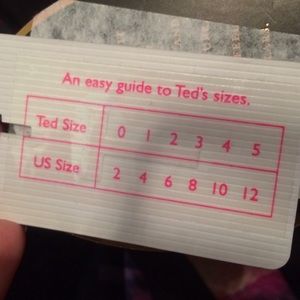 An easy guide to Ted's sizes.
Ted Size 0 1 2 3 4 5
US Size 2 4 6 8 10 12